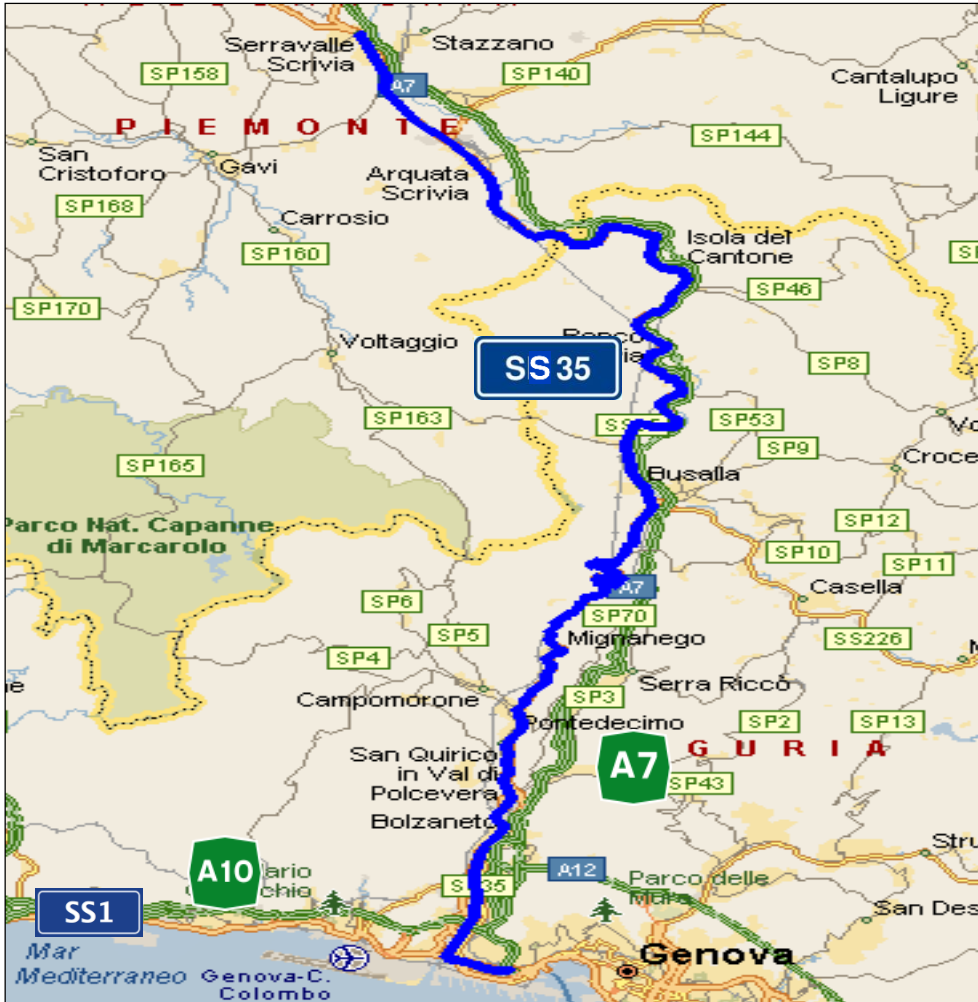 Serravalle
Scrivia
Stazzano
SP158
A7
SP140
Cantalupo
Ligure
PIEMONTE
SP144
San
Cristoforo
Gavi
Arquata
Scrivia
SP168
Carrosio
SP160
Isola del
Cantone
SP46
SP170
Voltaggio
SS 35
SP8
SP163
SP53
SP9
SP165
Busalla
Croce
Parco Nat. Capanne
di Marcarolo
SP12
SP10
SP11
A7
Casella
SP6
SP70
SP5
Mignanego
SS226
SP4
Serra Riccò
Campomorone
SP3
Pontedecimo
SP2
SP13
San Quirico
in Val di
Polcevera
A7
GURIA
SP43
Bolzaneto
A10
A12
Parco delle
Mura
SS1
San Des
Mar
Mediterraneo
Genova-C.
Colombo
Genova